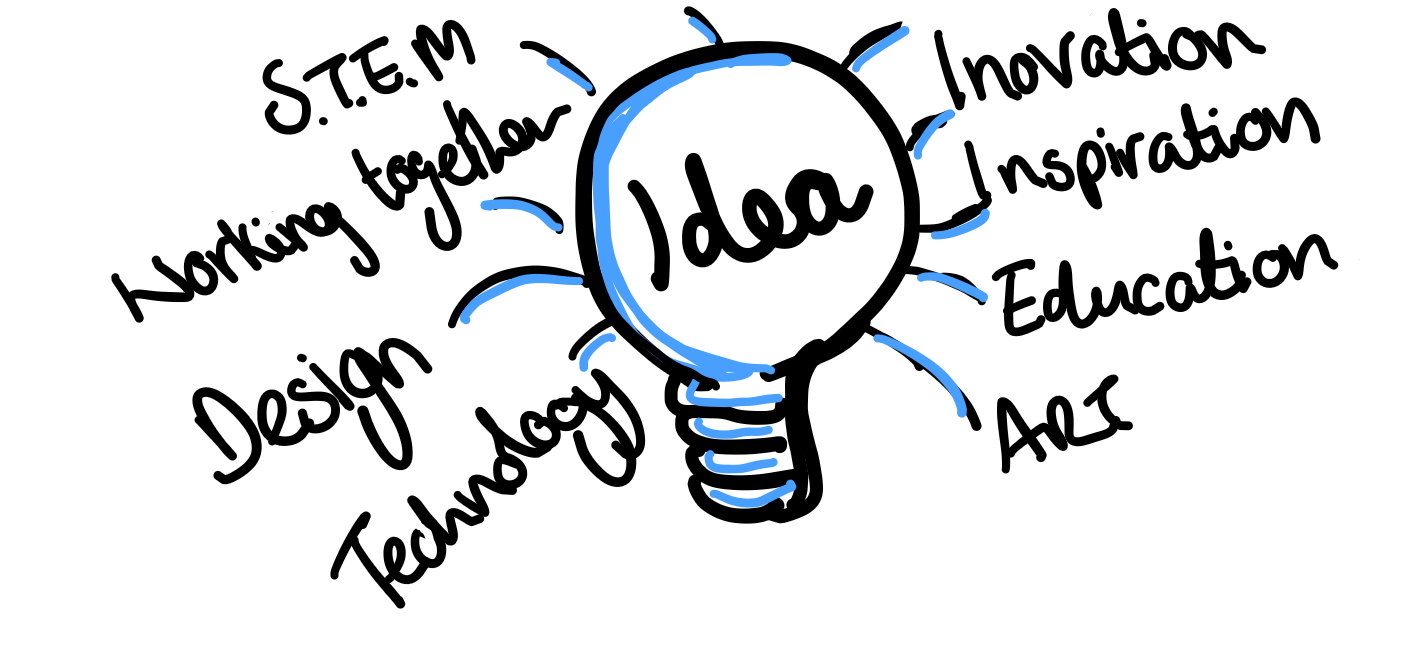 S.T.E.M
Working together
Design
Technology
Idea
Inovation
Inspiration
Education
ART